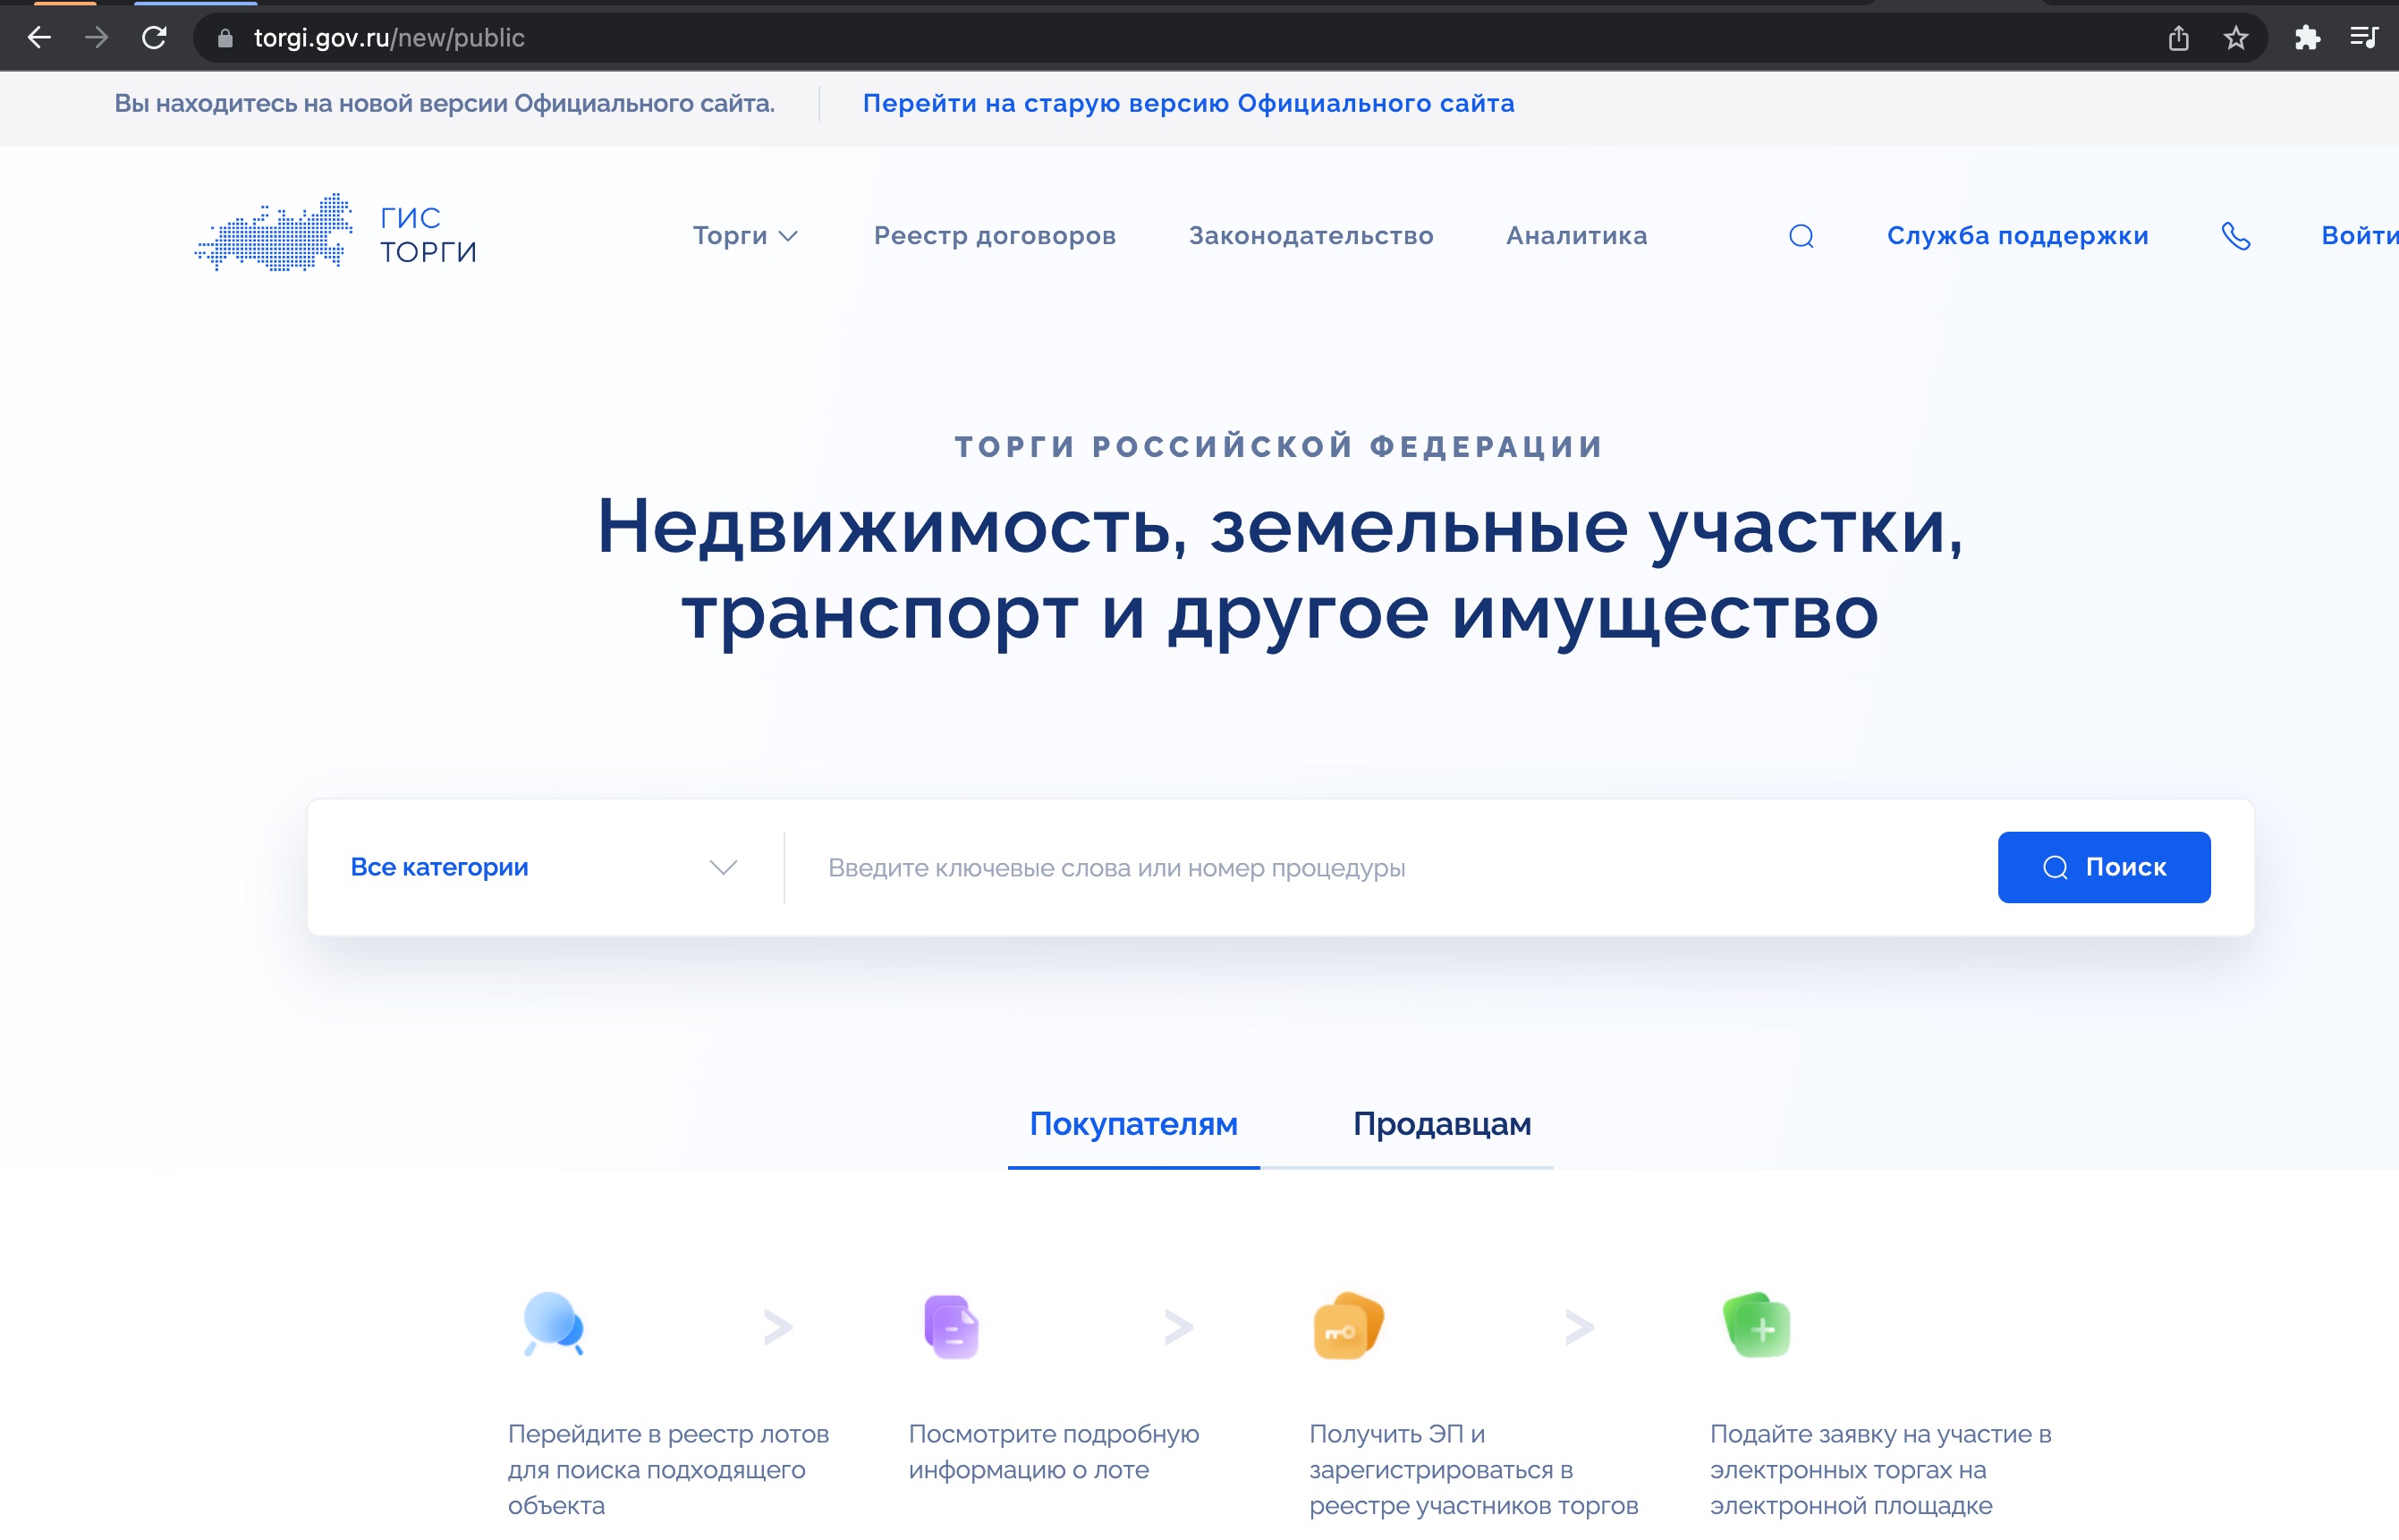 torgi.gov.ru/new/public
Вы находитесь на новой версии Официального сайта.
Перейти на старую версию Официального сайта
ГИС
ТОРГИ
Торги
Реестр договоров
Законодательство
Аналитика
Служба поддержки
Войти
ТОРГИ РОССИЙСКОЙ ФЕДЕРАЦИИ
Недвижимость, земельные участки,
транспорт и другое имущество
Все категории
Введите ключевые слова или номер процедуры
Поиск
Покупателям
Продавцам
>
>
>
Перейдите в реестр лотов
для поиска подходящего
объекта
Посмотрите подробную
информацию о лоте
Получить ЭП и
зарегистрироваться в
реестре участников торгов
Подайте заявку на участие в
электронных торгах на
электронной площадке